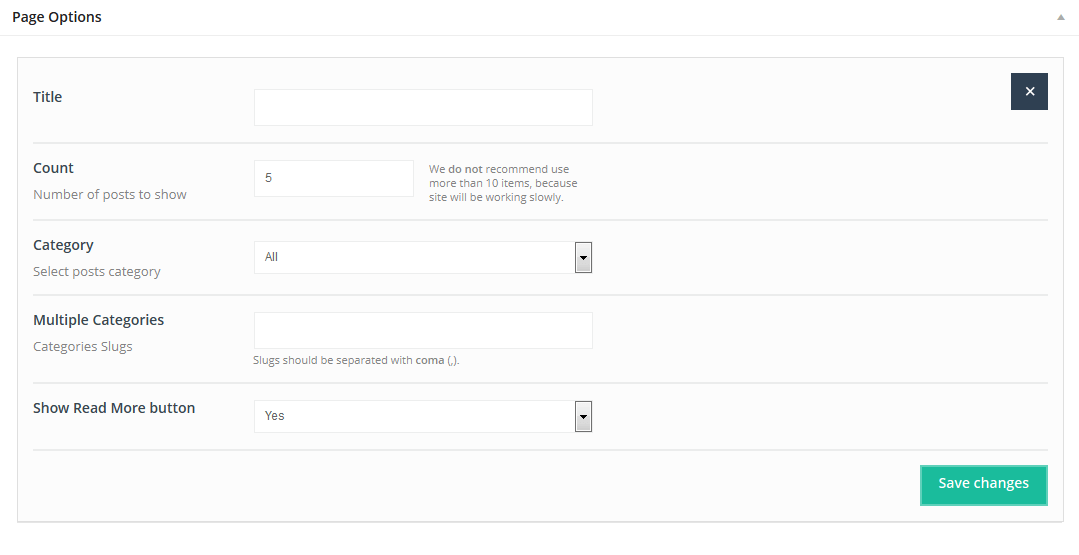 Page Options
Title
Count
5
Number of posts to show
We do not recommend use
more than 10 items, because
site will be working slowly.
Category
All
Select posts category
Multiple Categories
Categories Slugs
Slugs should be separated with coma (,).
Show Read More button
Yes
Save changes